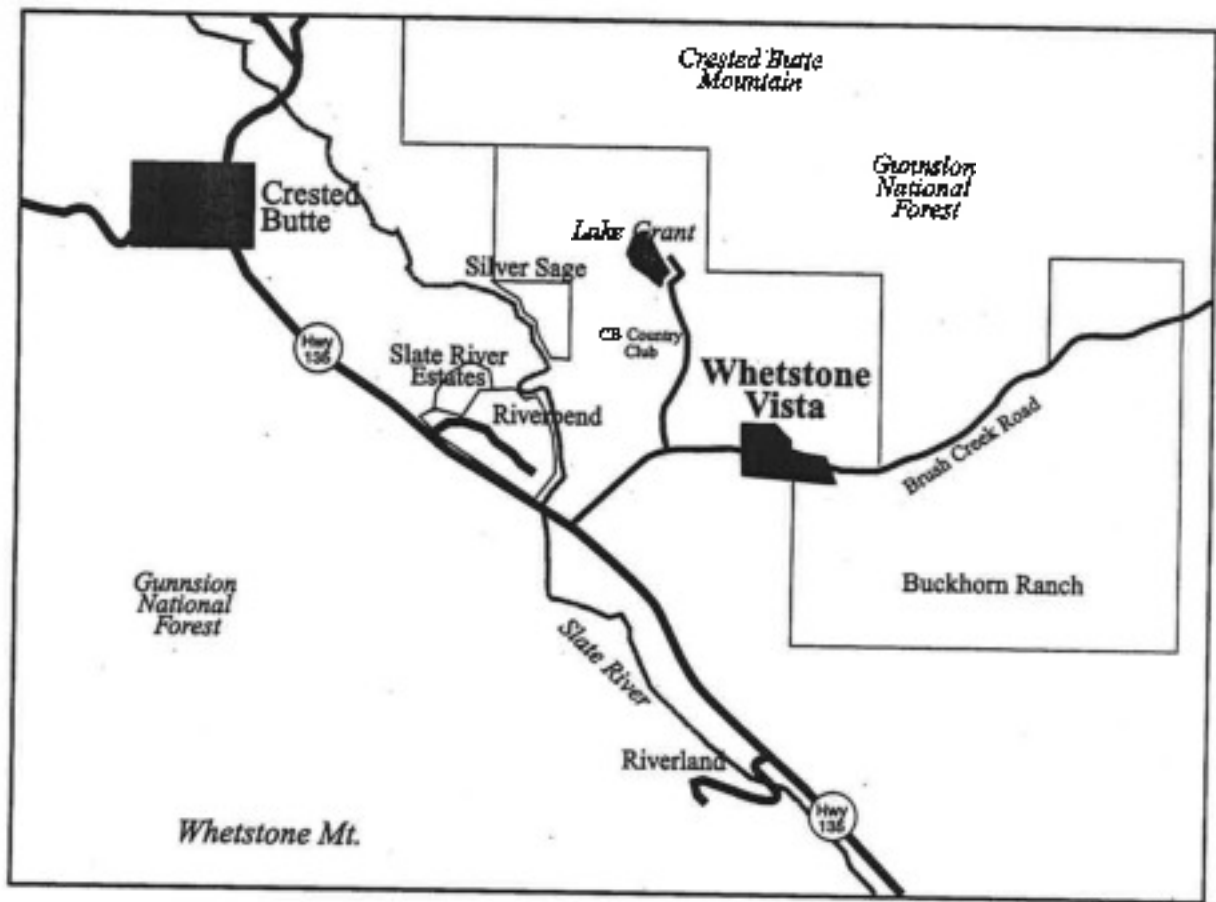 Crested Butte
Mountain
Gunnsion
National
Forest
Crested
Butte
Lake Grant
Silver Sage
Hwy
135
CB Country
Club
Slate River
Estates
Whetstone
Vista
Riverbend
Brush Creek Road
Gunnsion
National
Forest
Buckhorn Ranch
Slate River
Riverland
Hwy
135
Whetstone Mt.